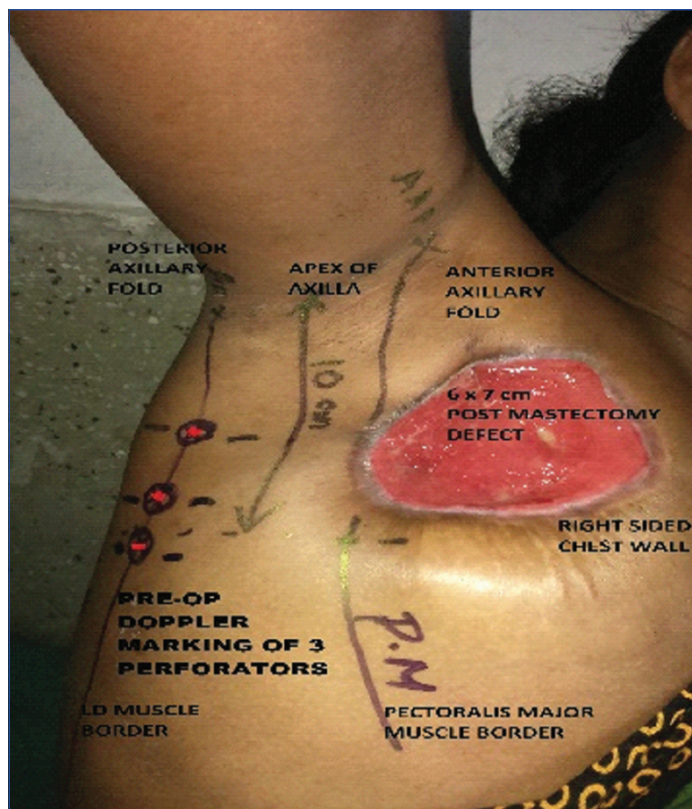 POSTERIOR
AXILLARY
FOLD
APEX OF
AXILLA
ANTERIOR
AXILLARY
FOLD
10 cm
6 x 7 cm
POST MASTECTOMY
DEFECT
RIGHT SIDED
CHEST WALL
PRE-OP
DOPPLER
MARKING OF 3
PERFORATORS
P.M
LD MUSCLE
BORDER
PECTORALIS MAJOR
MUSCLE BORDER